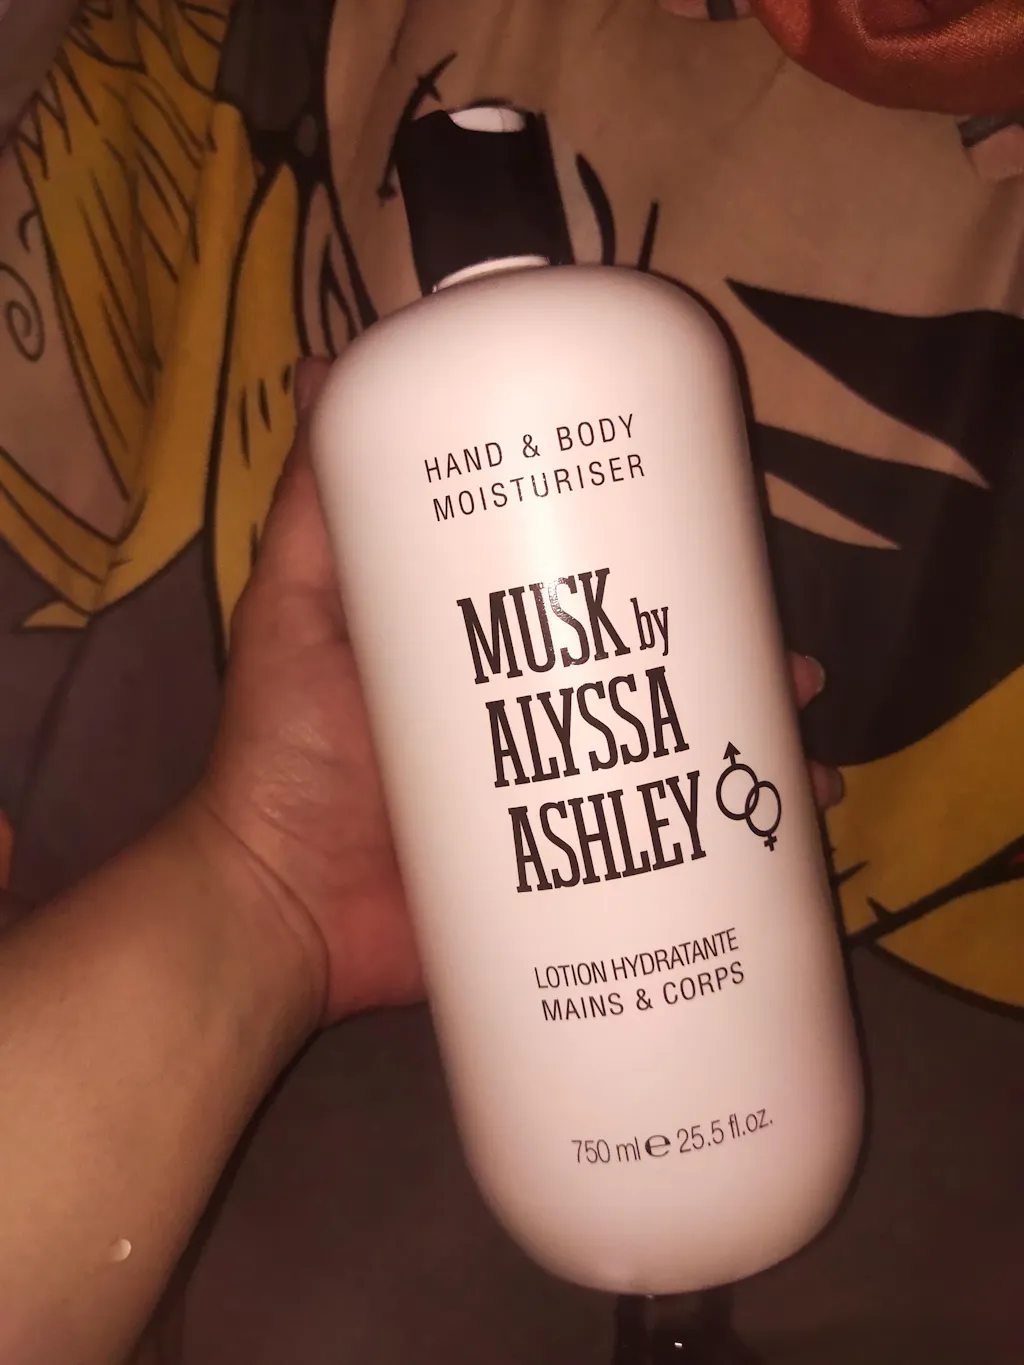 HAND & BODY
MOISTURISER
MUSK by
ALYSSA
ASHLEY
LOTION HYDRATANTE
MAINS & CORPS
750 ml e 25.5 fl.oz.